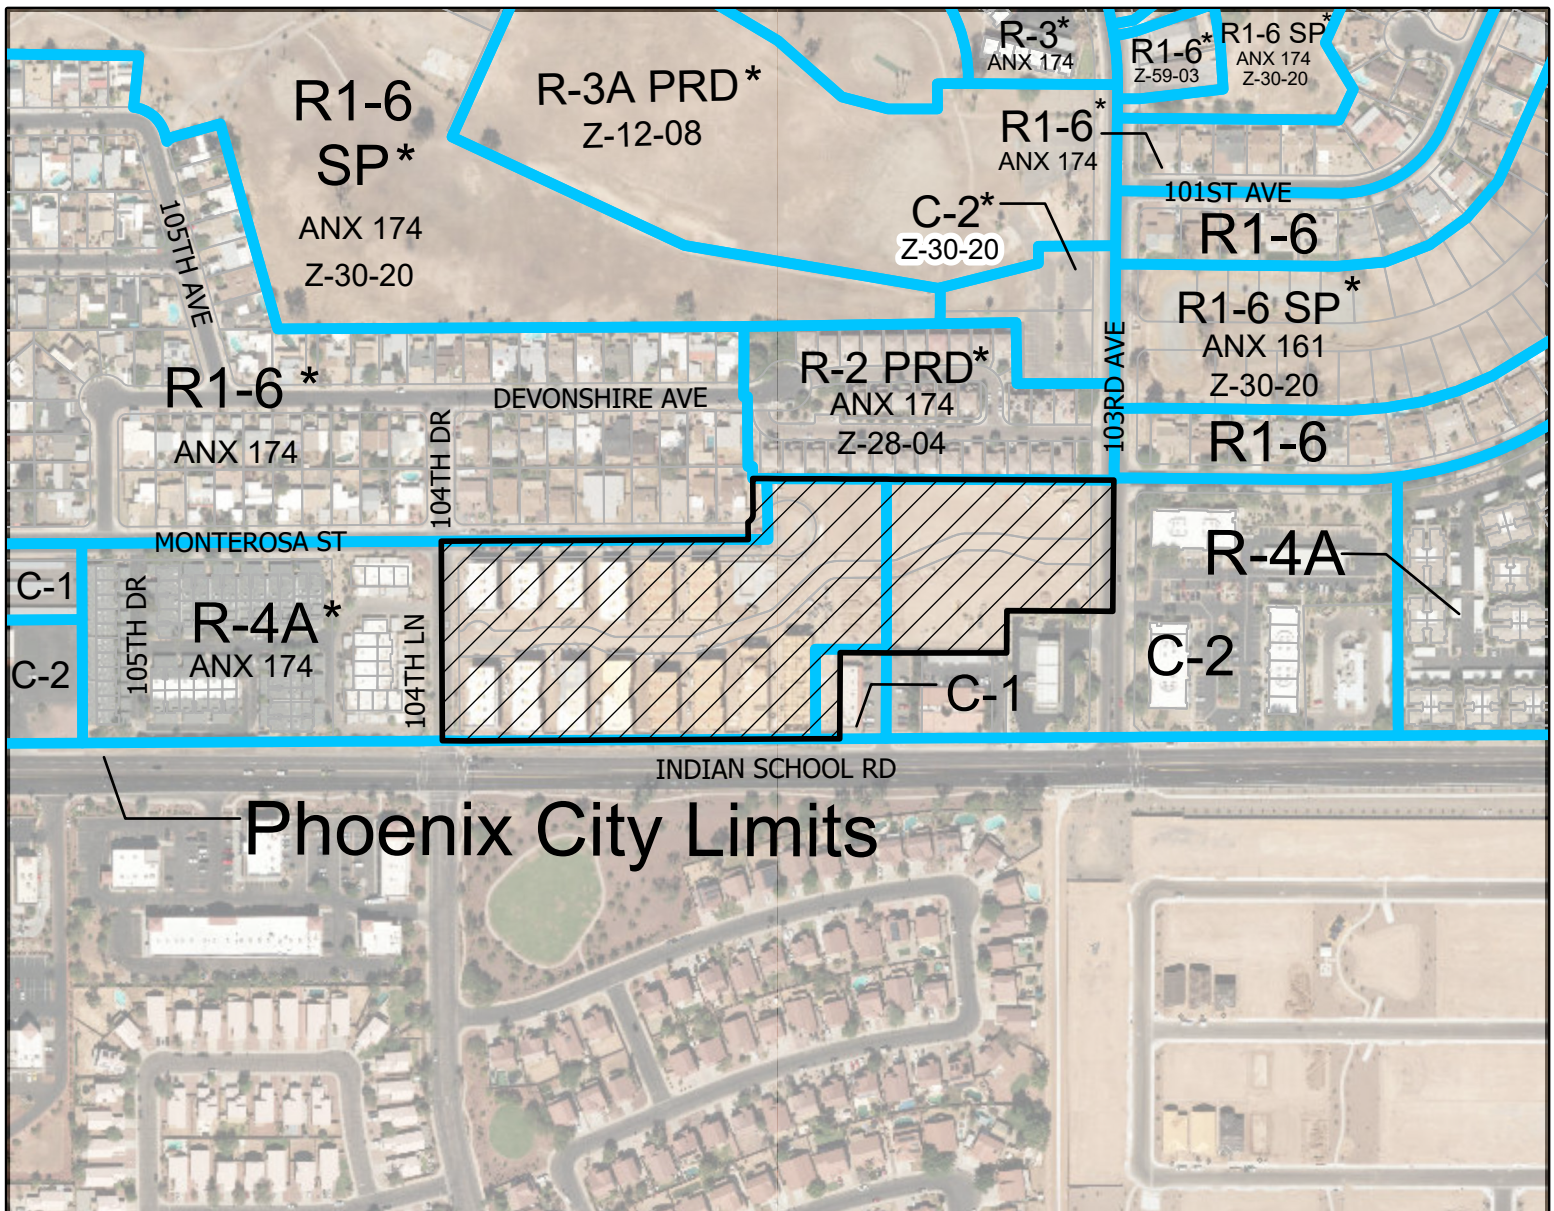 R-3*
ANX 174
R1-6*
Z-59-03
R1-6 SP*
ANX 174
Z-30-20
R1-6
SP*
ANX 174
Z-30-20
R-3A PRD*
Z-12-08
R1-6*
ANX 174
101ST AVE
C-2*
Z-30-20
R1-6
105TH AVE
R1-6 SP*
ANX 161
Z-30-20
103RD AVE
R1-6 *
ANX 174
DEVONSHIRE AVE
104TH DR
R-2 PRD*
ANX 174
Z-28-04
R1-6
MONTEROSA ST
C-1
C-2
105TH DR
R-4A*
ANX 174
104TH LN
C-1
C-2
R-4A
INDIAN SCHOOL RD
Phoenix City Limits